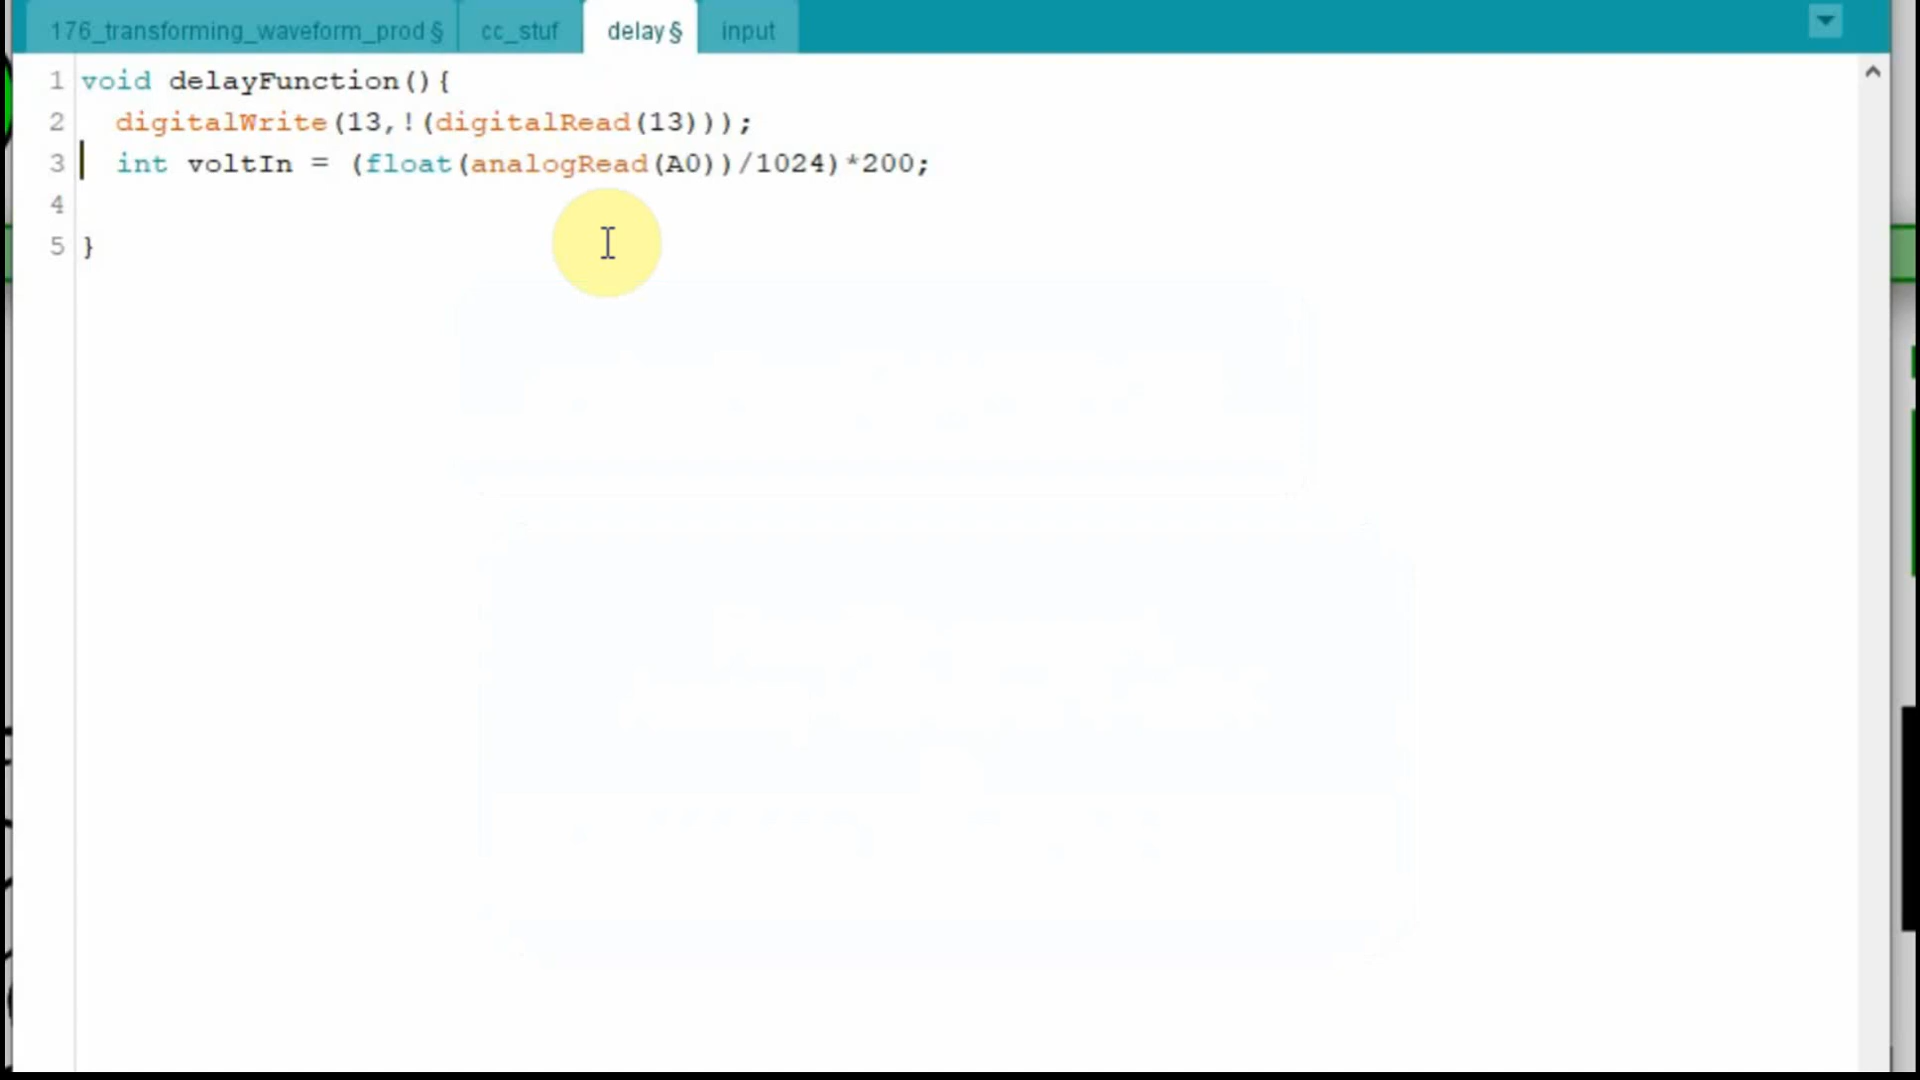 176_transforming_waveform_prod § cc_stuf delay § input
1 void delayFunction(){
2 digitalWrite(13,!(digitalRead(13)));
3 int voltIn = (float(analogRead(A0))/1024)*200;
4
5 }